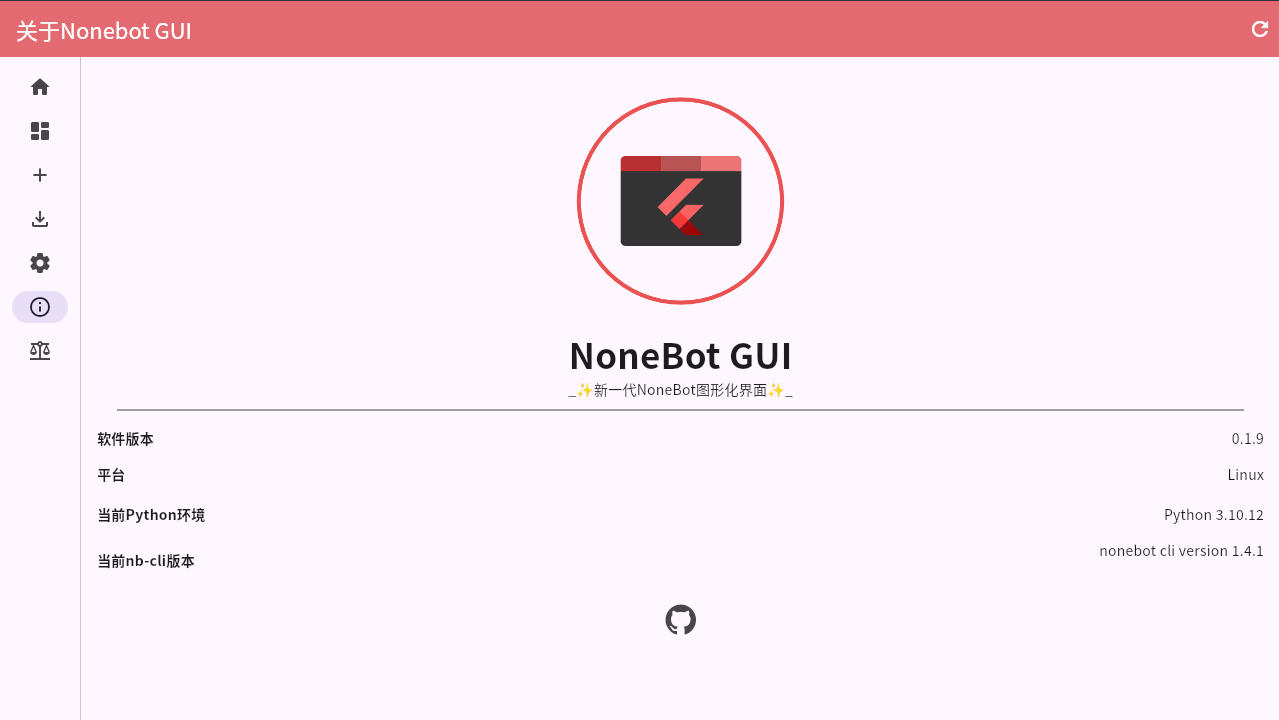 关于Nonebot GUI
NoneBot GUI
_✨新一代NoneBot图形化界面✨_
软件版本 0.1.9
平台 Linux
当前Python环境 Python 3.10.12
当前nb-cli版本 nonebot cli version 1.4.1